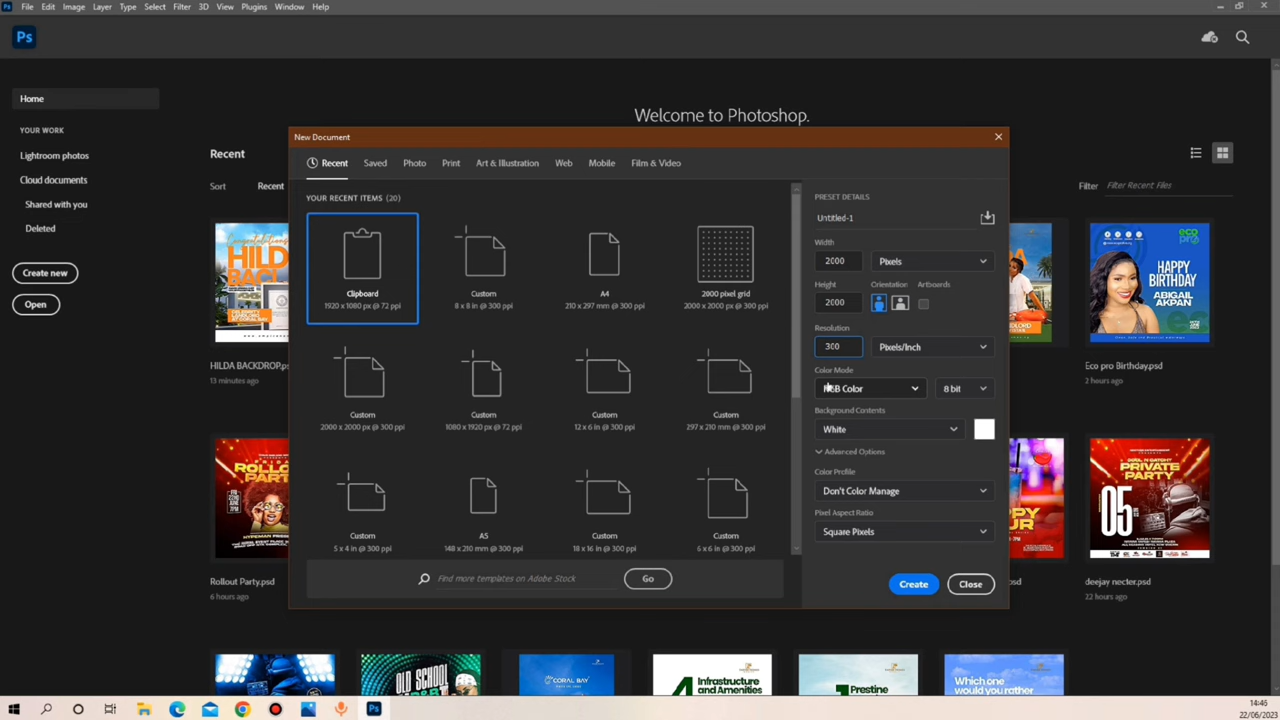 Ps
File Edit Image Layer Type Select Filter 3D View Plugins Window Help
Ps
Home
YOUR WORK
Lightroom photos
Cloud documents
Shared with you
Deleted
Create new
Open
Welcome to Photoshop.
Recent
Sort Recent
Filter Filter Recent Files
New Document
Recent Saved Photo Print Art & Illustration Web Mobile Film & Video
YOUR RECENT ITEMS (20)
Clipboard
1920 x 1080 px @ 72 ppi
Custom
8 x 8 in @ 300 ppi
A4
210 x 297 mm @ 300 ppi
2000 pixel grid
2000 x 2000 px @ 300 ppi
Custom
2000 x 2000 px @ 300 ppi
Custom
1080 x 1920 px @ 72 ppi
Custom
12 x 6 in @ 300 ppi
Custom
297 x 210 mm @ 300 ppi
Custom
5 x 4 in @ 300 ppi
A5
148 x 210 mm @ 300 ppi
Custom
18 x 16 in @ 300 ppi
Custom
6 x 6 in @ 300 ppi
Find more templates on Adobe Stock
Go
PRESET DETAILS
Untitled-1
Width
2000 Pixels
Height Orientation Artboards
2000
Resolution
300 Pixels/Inch
Color Mode
RGB Color 8 bit
Background Contents
White
Advanced Options
Color Profile
Don't Color Manage
Pixel Aspect Ratio
Square Pixels
Create Close
HILDA BACKDROP.psd
13 minutes ago
eco
pro
HAPPY
BIRTHDAY
ABIGAIL
AKPAN
Eco pro Birthday.psd
2 hours ago
Rollout Party.psd
6 hours ago
PRIVATE
PARTY
05
deejay necter.psd
22 hours ago
OLD SCHOOL
CORAL BAY
4 Infrastructure
and Amenities
Prestine
Which one
would you rather
Ps
14:45
22/06/2023